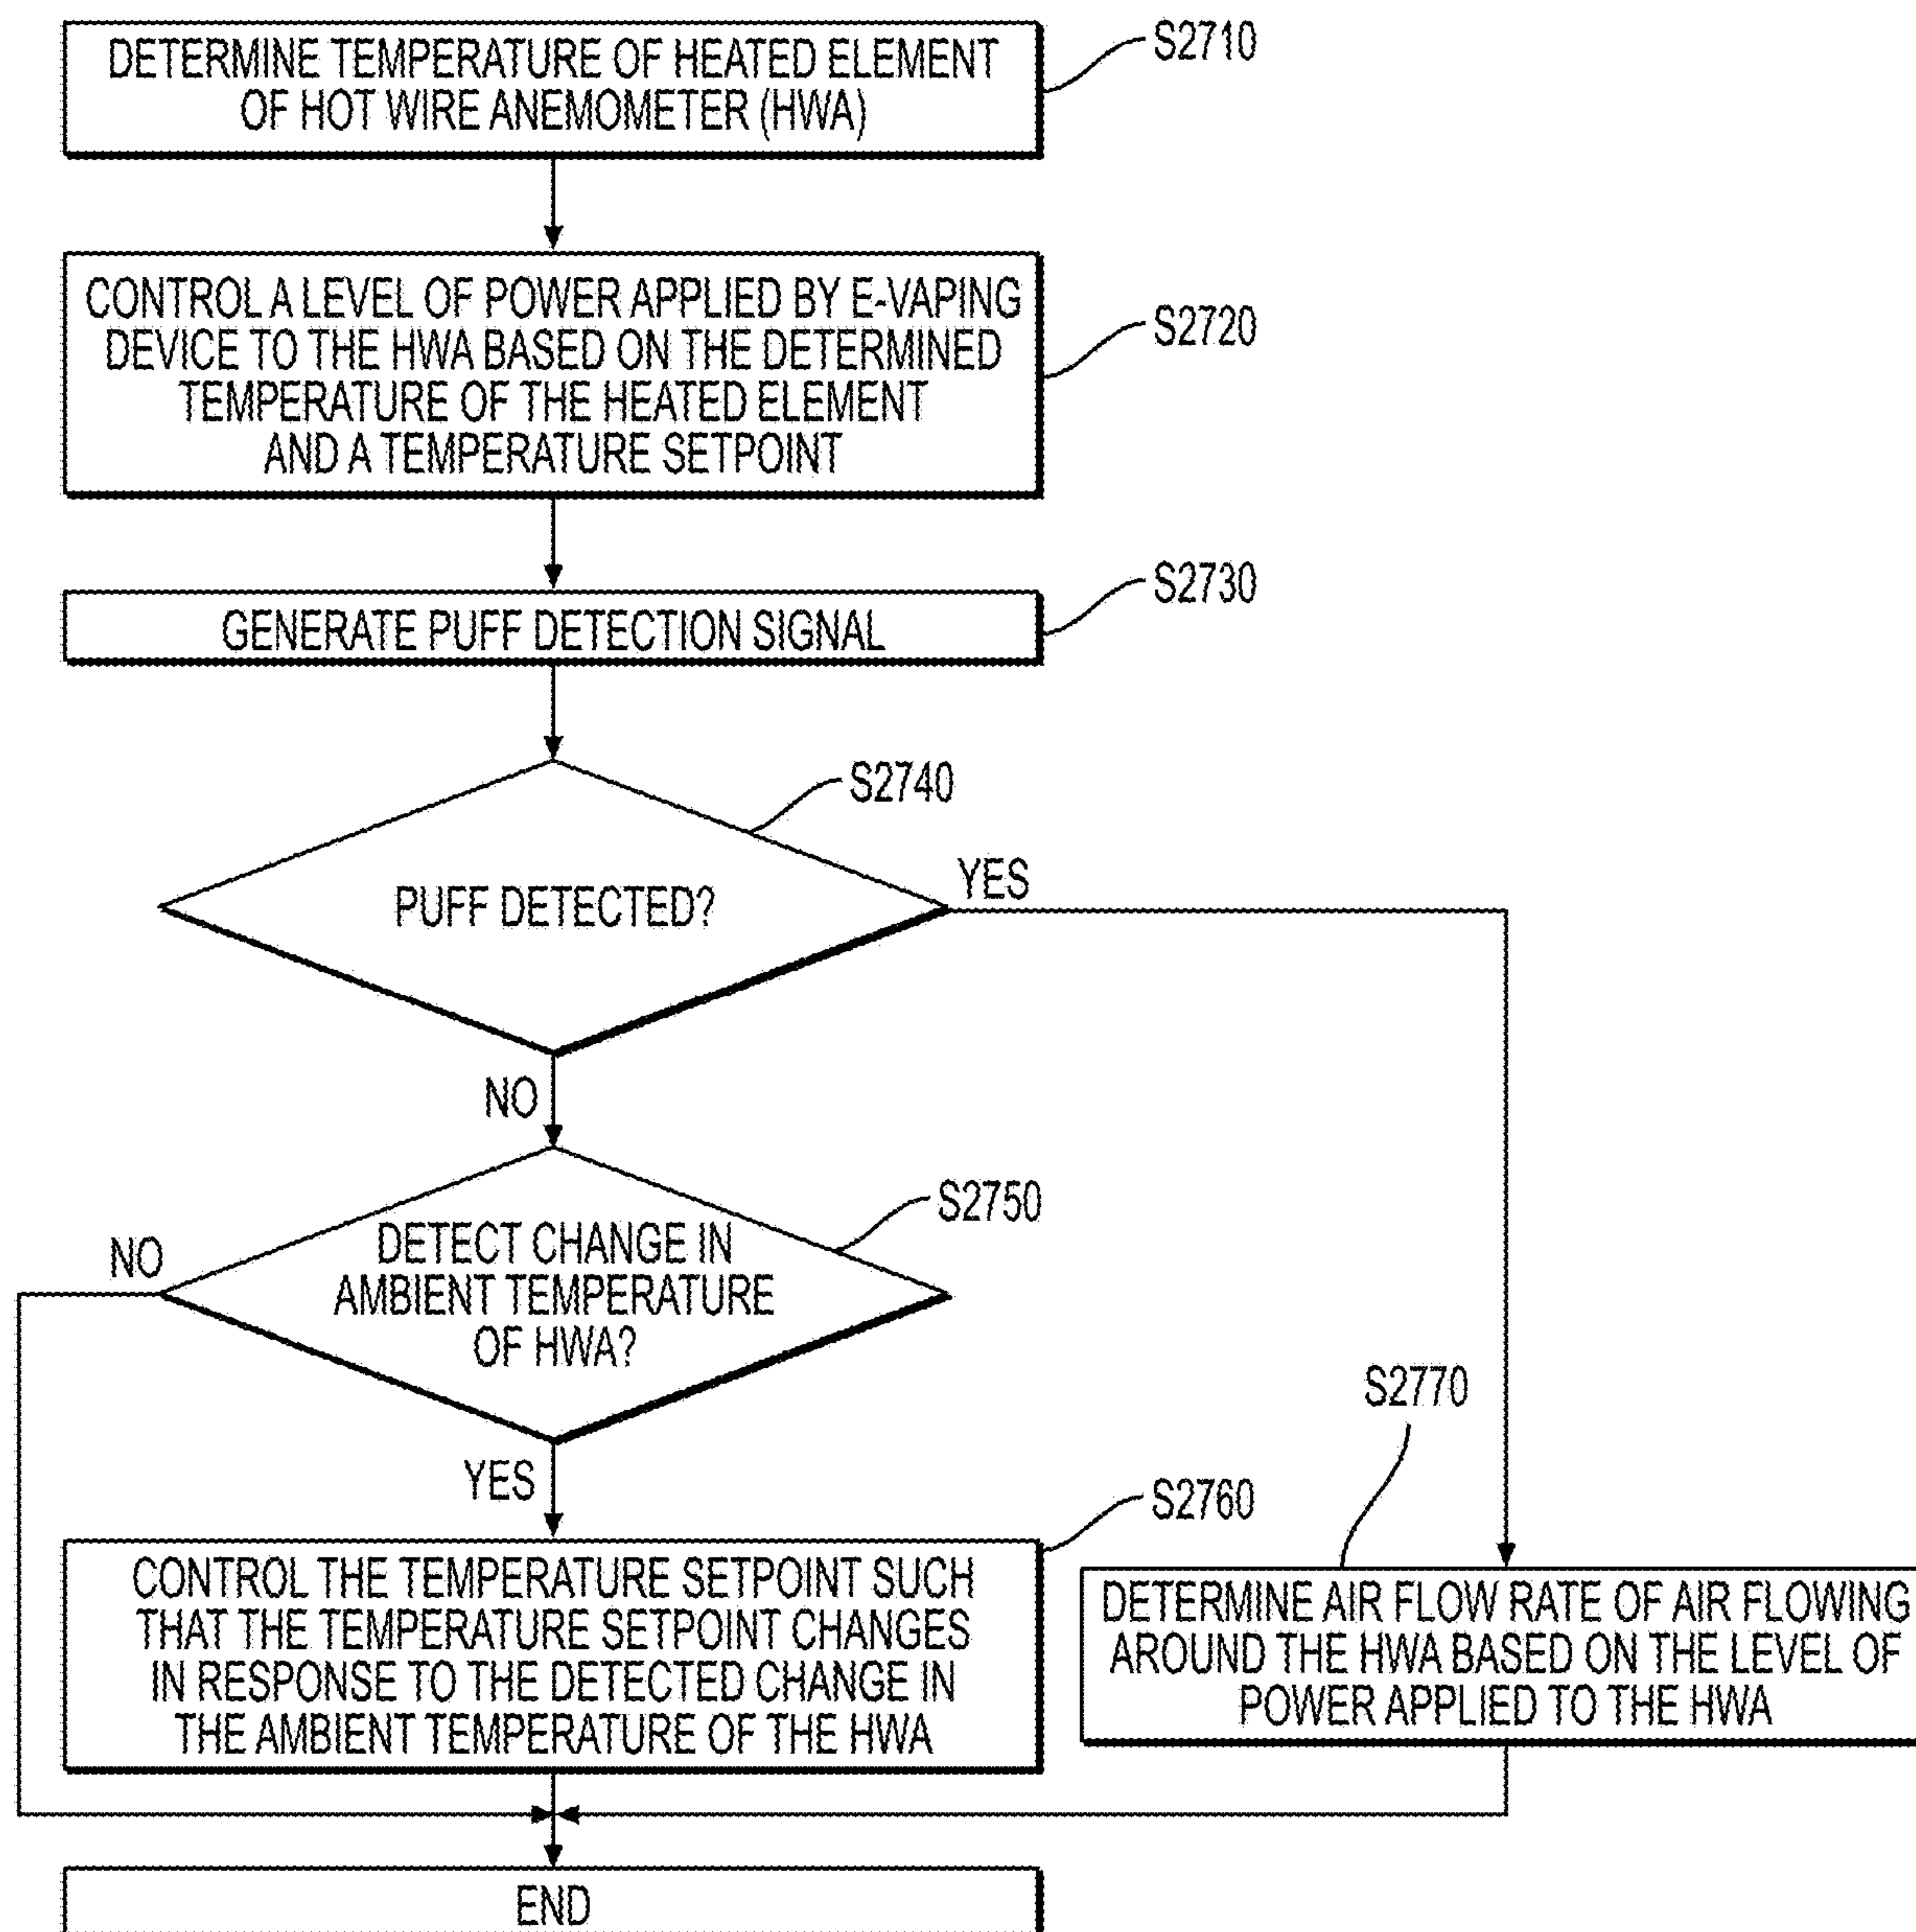 DETERMINE TEMPERATURE OF HEATED ELEMENT
OF HOT WIRE ANEMOMETER (HWA)
S2710
CONTROL A LEVEL OF POWER APPLIED BY E-VAPING
DEVICE TO THE HWA BASED ON THE DETERMINED
TEMPERATURE OF THE HEATED ELEMENT
AND A TEMPERATURE SETPOINT
S2720
GENERATE PUFF DETECTION SIGNAL
S2730
S2740
PUFF DETECTED?
YES
NO
S2750
DETECT CHANGE IN
AMBIENT TEMPERATURE
OF HWA?
NO
YES
S2760
CONTROL THE TEMPERATURE SETPOINT SUCH
THAT THE TEMPERATURE SETPOINT CHANGES
IN RESPONSE TO THE DETECTED CHANGE IN
THE AMBIENT TEMPERATURE OF THE HWA
S2770
DETERMINE AIR FLOW RATE OF AIR FLOWING
AROUND THE HWA BASED ON THE LEVEL OF
POWER APPLIED TO THE HWA
END